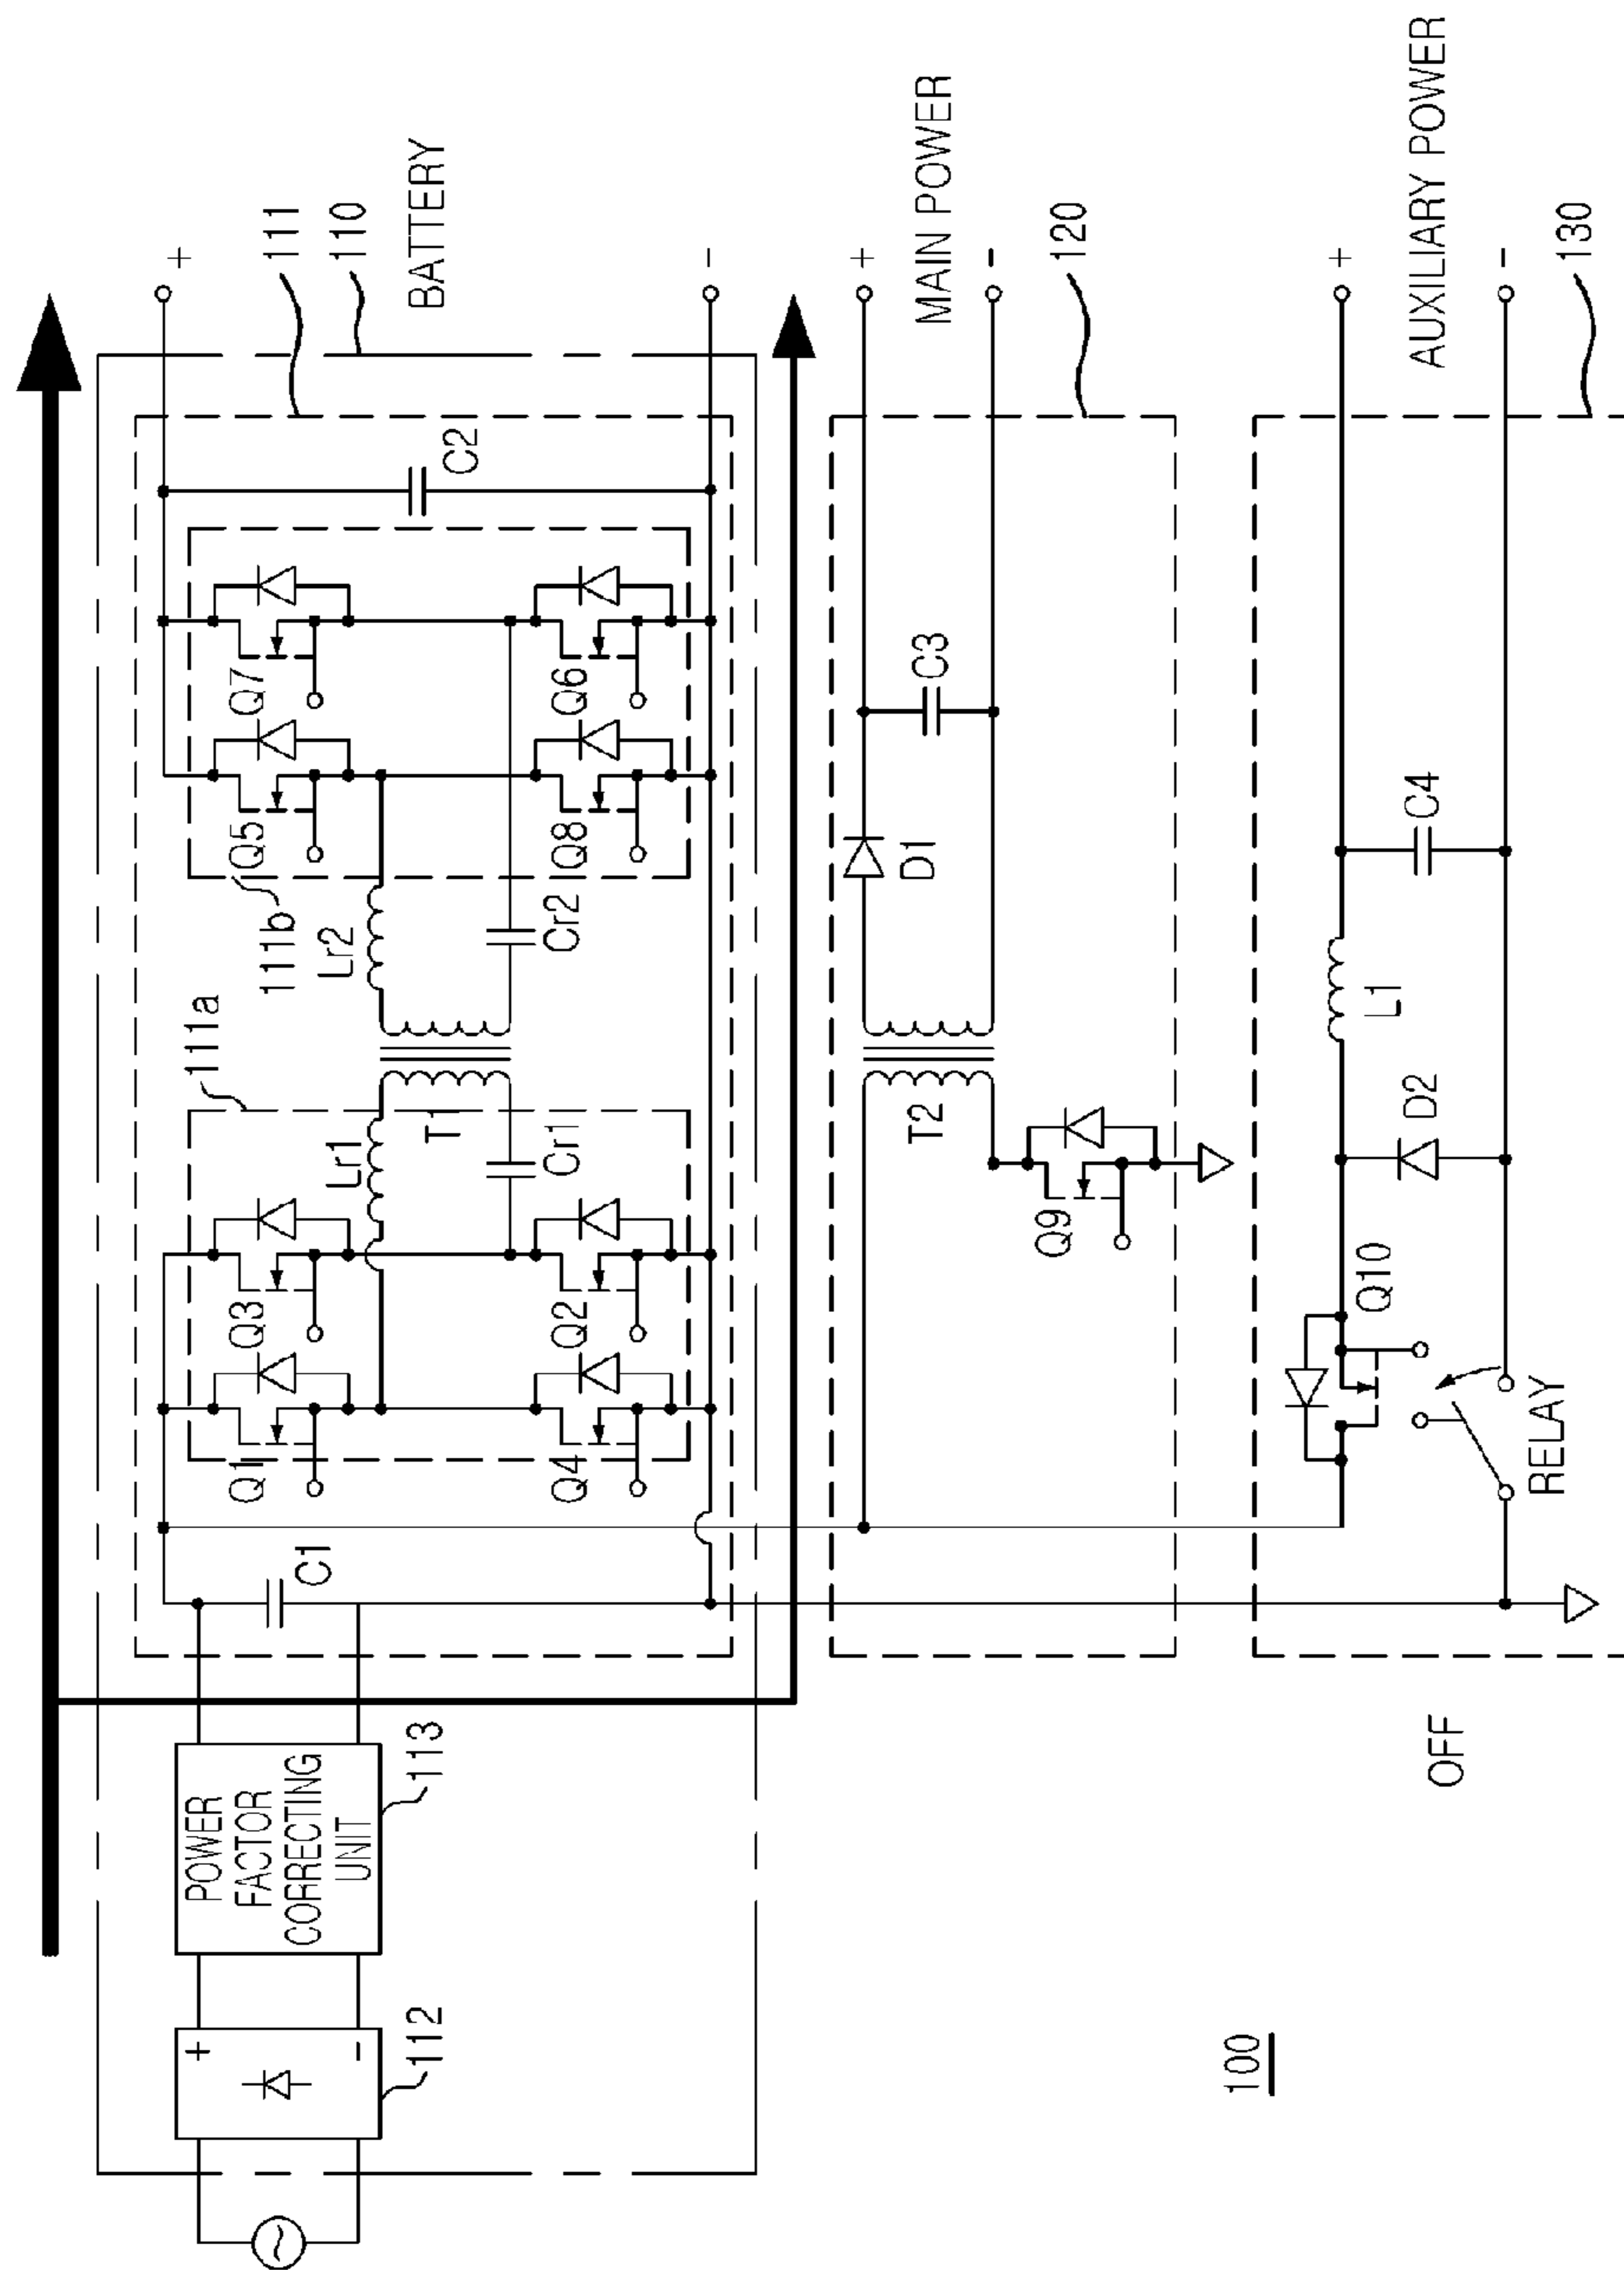 +
111
110
BATTERY
-
C2
Q7
Q6
Q5
Q8
111b
Lr2
Cr2
111a
Lr1
T1
Cr1
Q3
Q2
Q1
Q4
C1
POWER
FACTOR
CORRECTING
UNIT
113
+
-
112
+
MAIN POWER
-
120
C3
D1
T2
Q9
+
AUXILIARY POWER
-
130
C4
L1
D2
Q10
RELAY
OFF
100